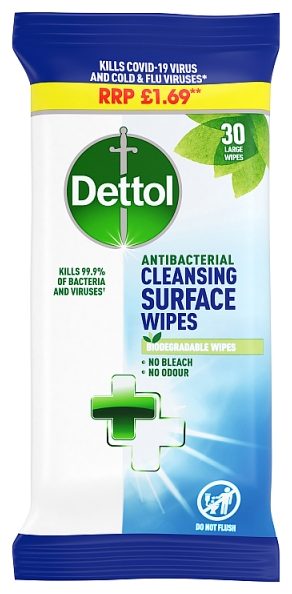 KILLS COVID-19 VIRUS
AND COLD & FLU VIRUSES*
RRP £1.69**
30
LARGE
WIPES
Dettol
ANTIBACTERIAL
CLEANSING
SURFACE
WIPES
KILLS 99.9%
OF BACTERIA
AND VIRUSES†
BIODEGRADABLE WIPES
• NO BLEACH
• NO ODOUR
DO NOT FLUSH